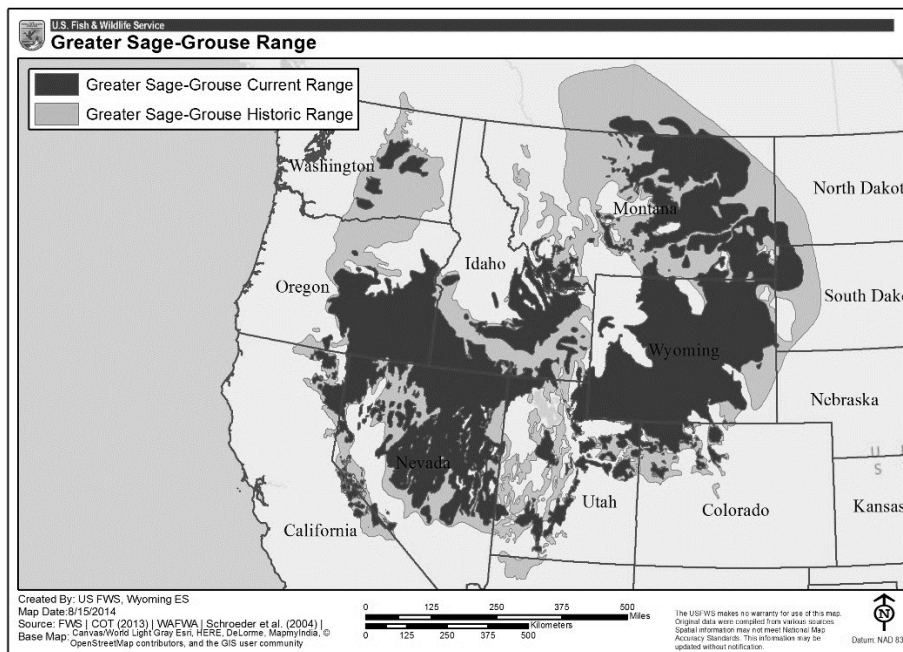 U.S. Fish & Wildlife Service
Greater Sage-Grouse Range
Greater Sage-Grouse Current Range
Greater Sage-Grouse Historic Range
Washington
Montana
North Dakot
Oregon
Idaho
South Dako
Wyoming
Nebraska
U
S
Nevada
Utah
Colorado
Kansas
California
Created By: US FWS, Wyoming ES
Map Date:8/15/2014
Source: FWS | COT (2013) | WAFWA | Schroeder et al. (2004) |
Base Map: Canvas/World Light Gray Esri, HERE, DeLorme, MapmyIndia, ©
OpenStreetMap contributors, and the GIS user community
0 125 250 375 500
Miles
Kilometers
0 125 250 375 500
The USFWS makes no warranty for use of this map.
Original data were compiled from various sources.
Spatial information may not meet National Map
Accuracy Standards. This information may be
updated without notification.
N
Datum: NAD 83